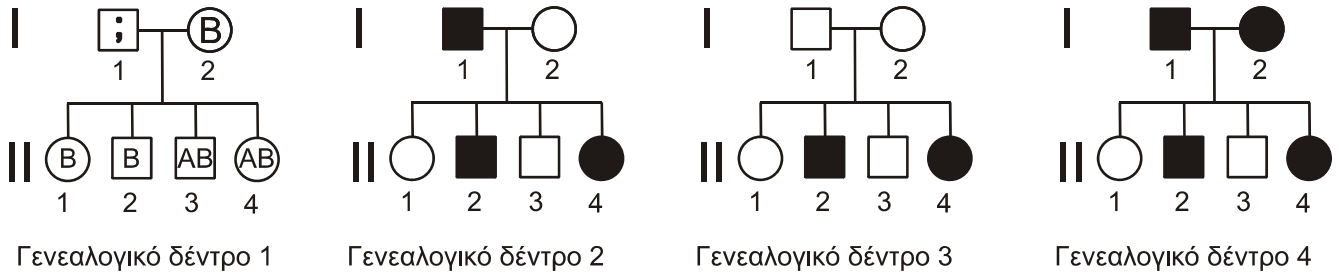 I ; B I I I
1 2 1 2 1 2 1 2
II B B AB AB II II II
1 2 3 4 1 2 3 4 1 2 3 4 1 2 3 4
Γενεαλογικό δέντρο 1 Γενεαλογικό δέντρο 2 Γενεαλογικό δέντρο 3 Γενεαλογικό δέντρο 4